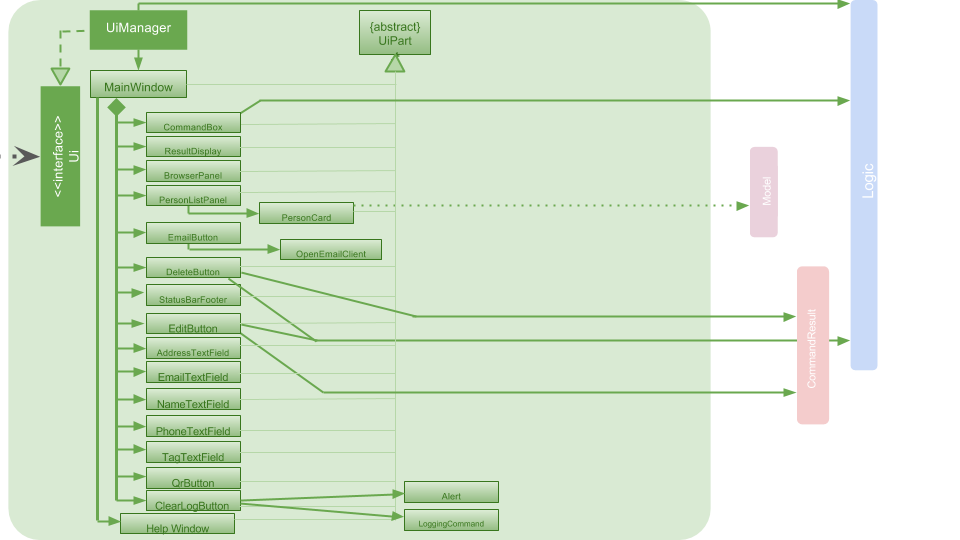 UiManager
{abstract}
UiPart
MainWindow
<<interface>>
Ui
CommandBox
ResultDisplay
BrowserPanel
PersonListPanel
PersonCard
EmailButton
OpenEmailClient
DeleteButton
StatusBarFooter
EditButton
AddressTextField
EmailTextField
NameTextField
PhoneTextField
TagTextField
QrButton
ClearLogButton
Help Window
Alert
LoggingCommand
Model
CommandResult
Logic